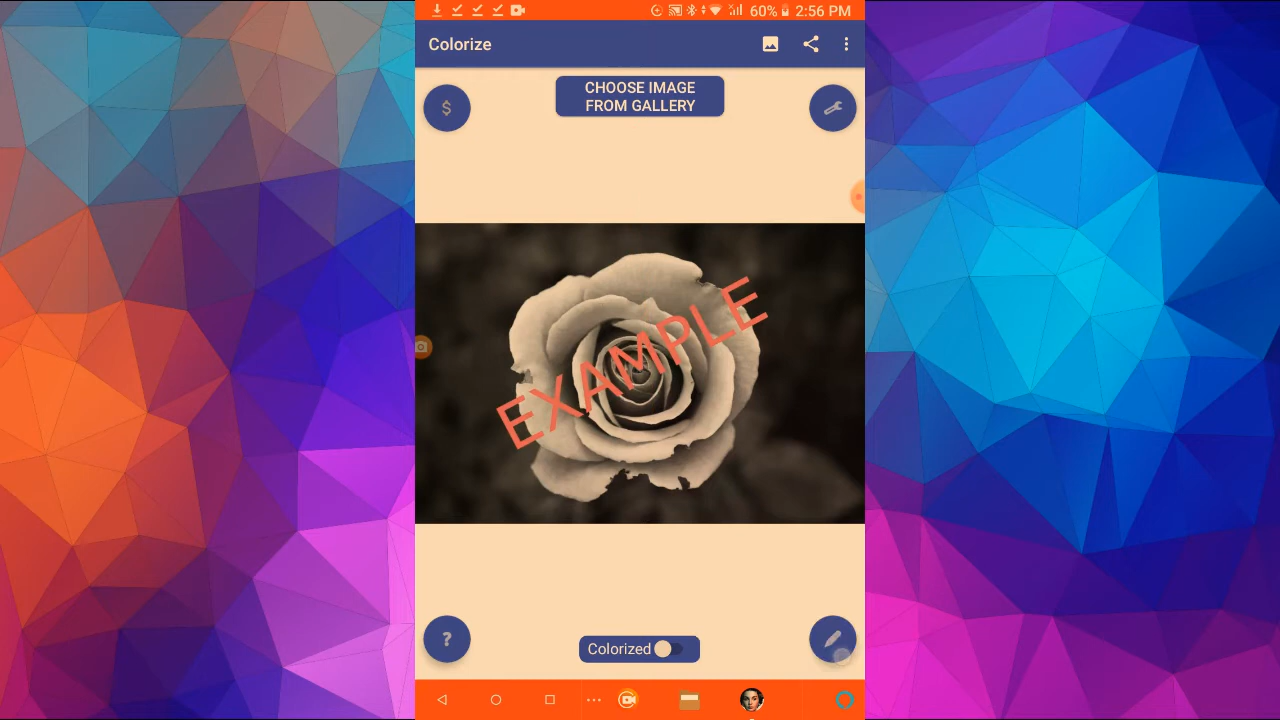 60% 2:56 PM
Colorize
$
CHOOSE IMAGE
FROM GALLERY
EXAMPLE
?
Colorized